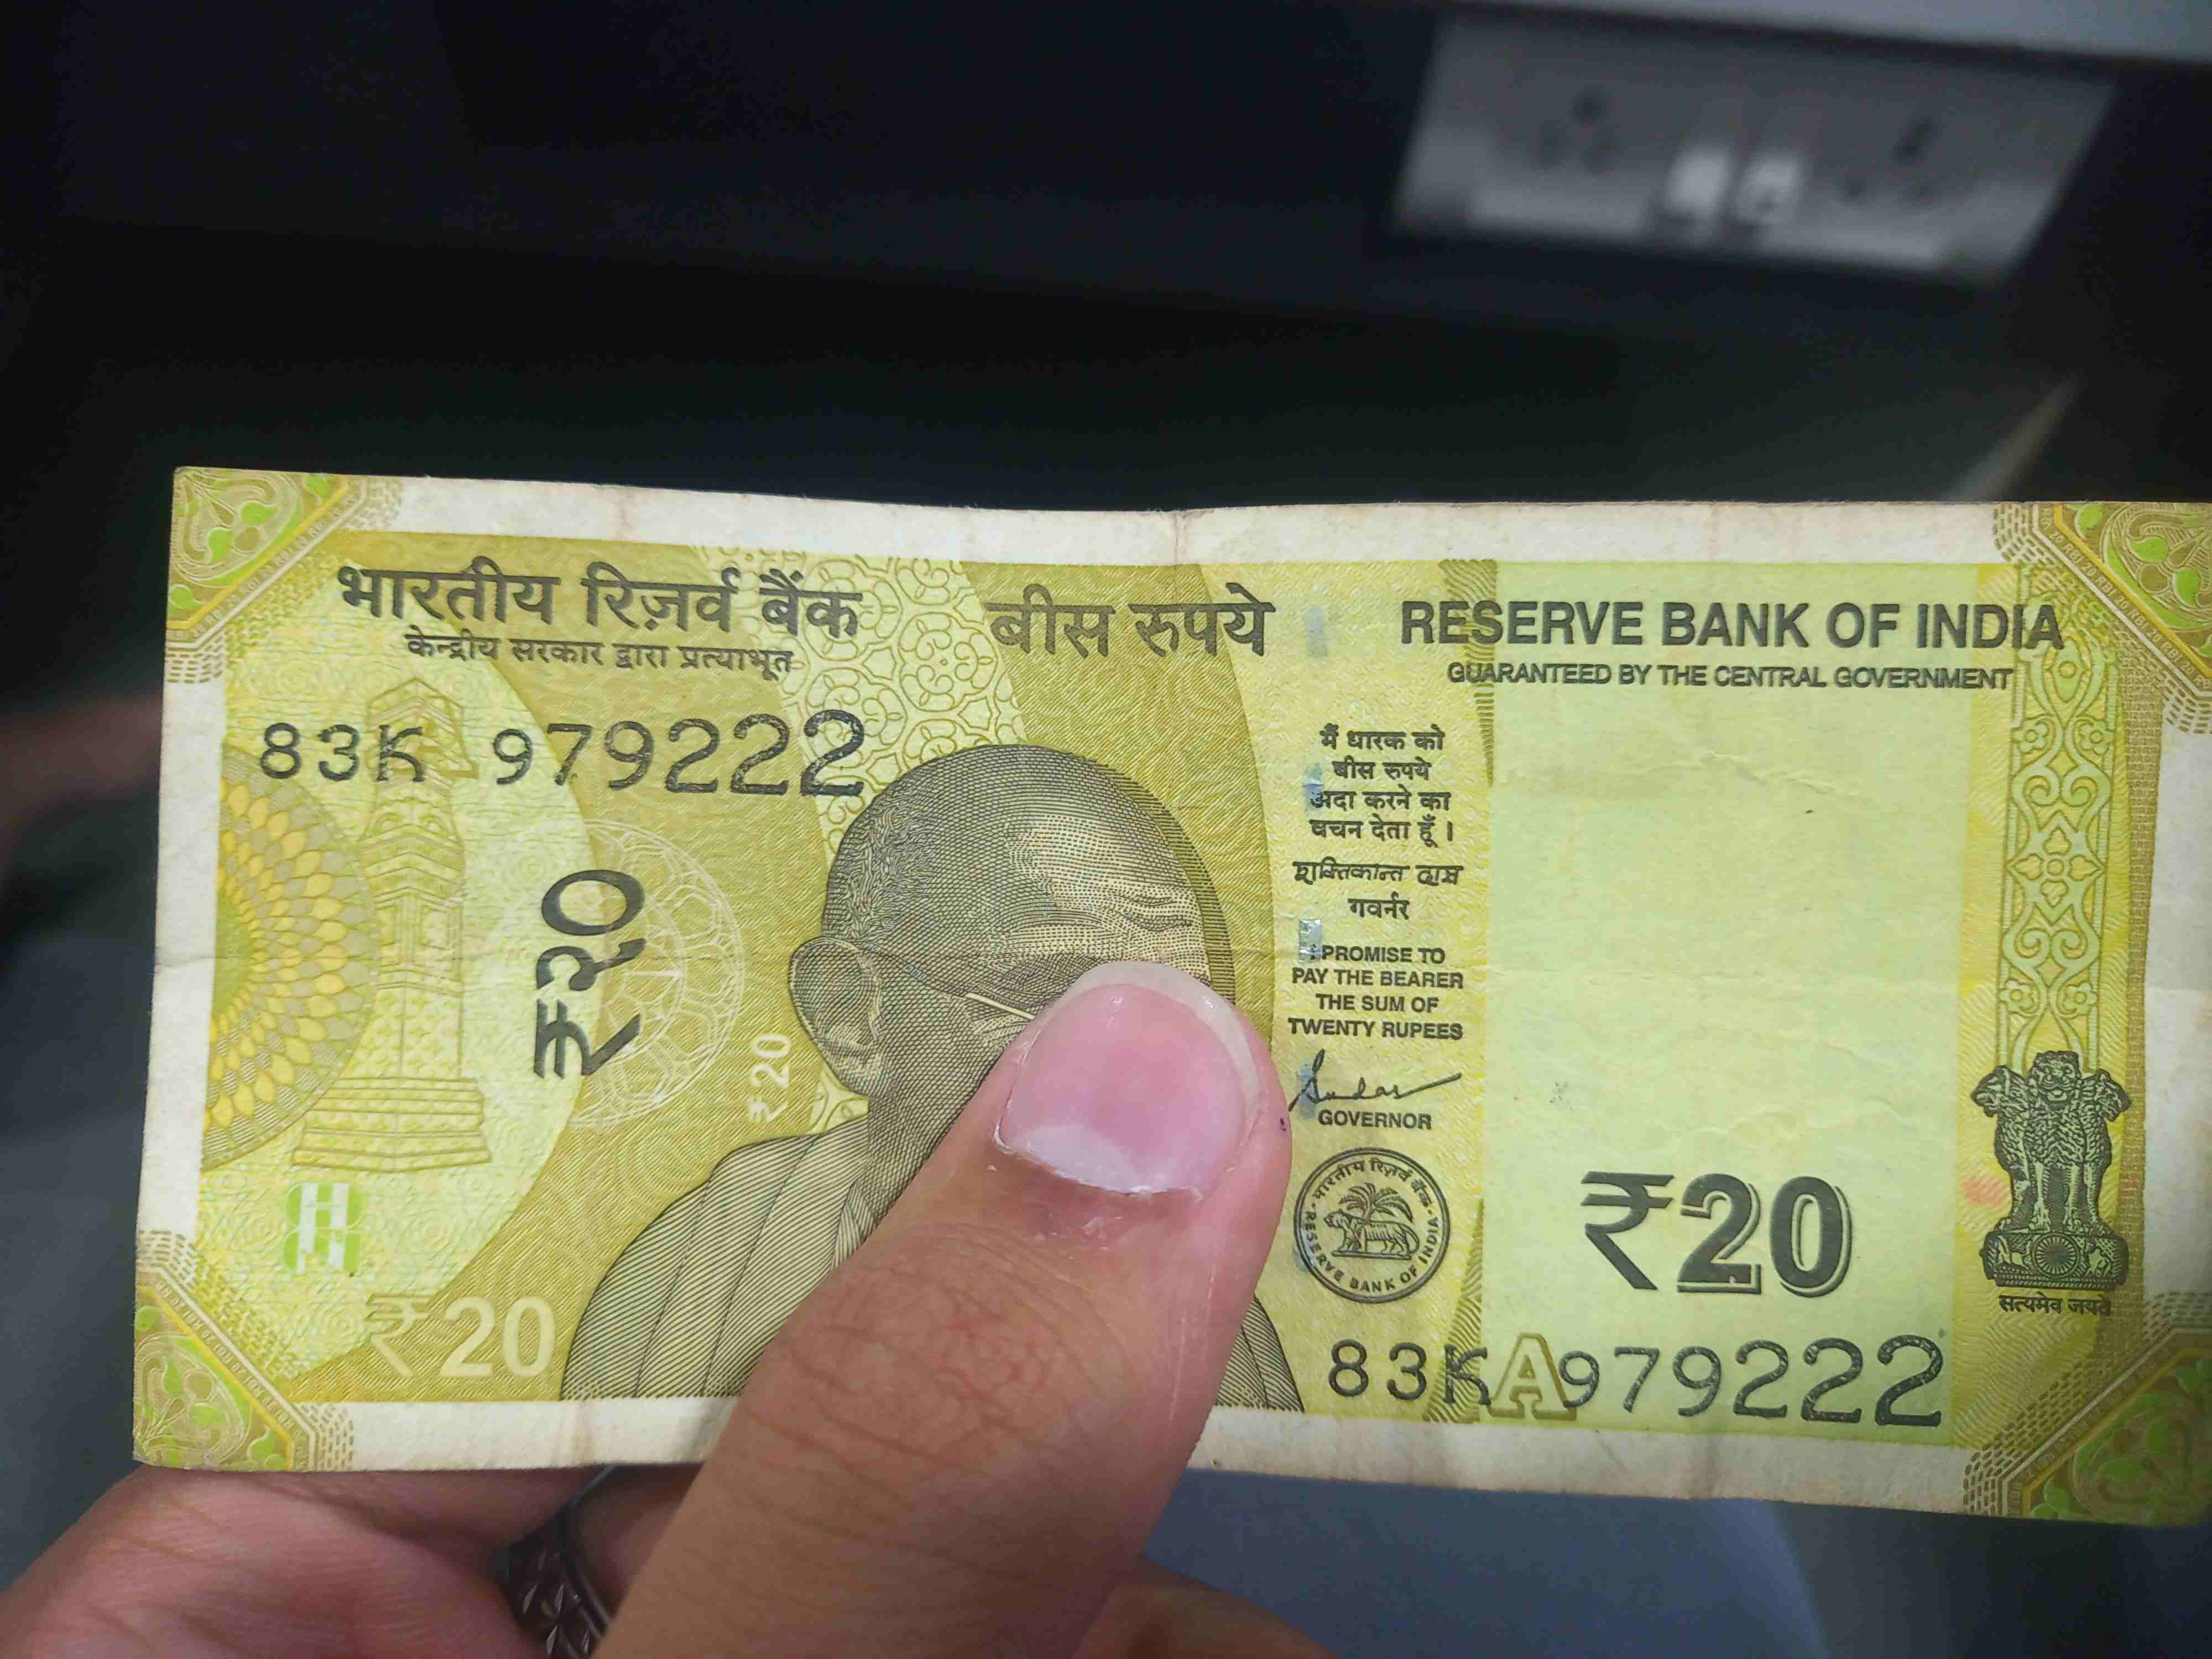 भारतीय रिज़र्व बैंक
केन्द्रीय सरकार द्वारा प्रत्याभूत
83K 979222
₹२०
₹20
₹20
बीस रुपये
मैं धारक को
बीस रुपये
अदा करने का
वचन देता हूँ।
शक्तिकान्त दास
गवर्नर
I PROMISE TO
PAY THE BEARER
THE SUM OF
TWENTY RUPEES
GOVERNOR
भारतीय रिज़र्व बैंक
RESERVE BANK OF INDIA
RESERVE BANK OF INDIA
GUARANTEED BY THE CENTRAL GOVERNMENT
₹20
सत्यमेव जयते
83K A 979222